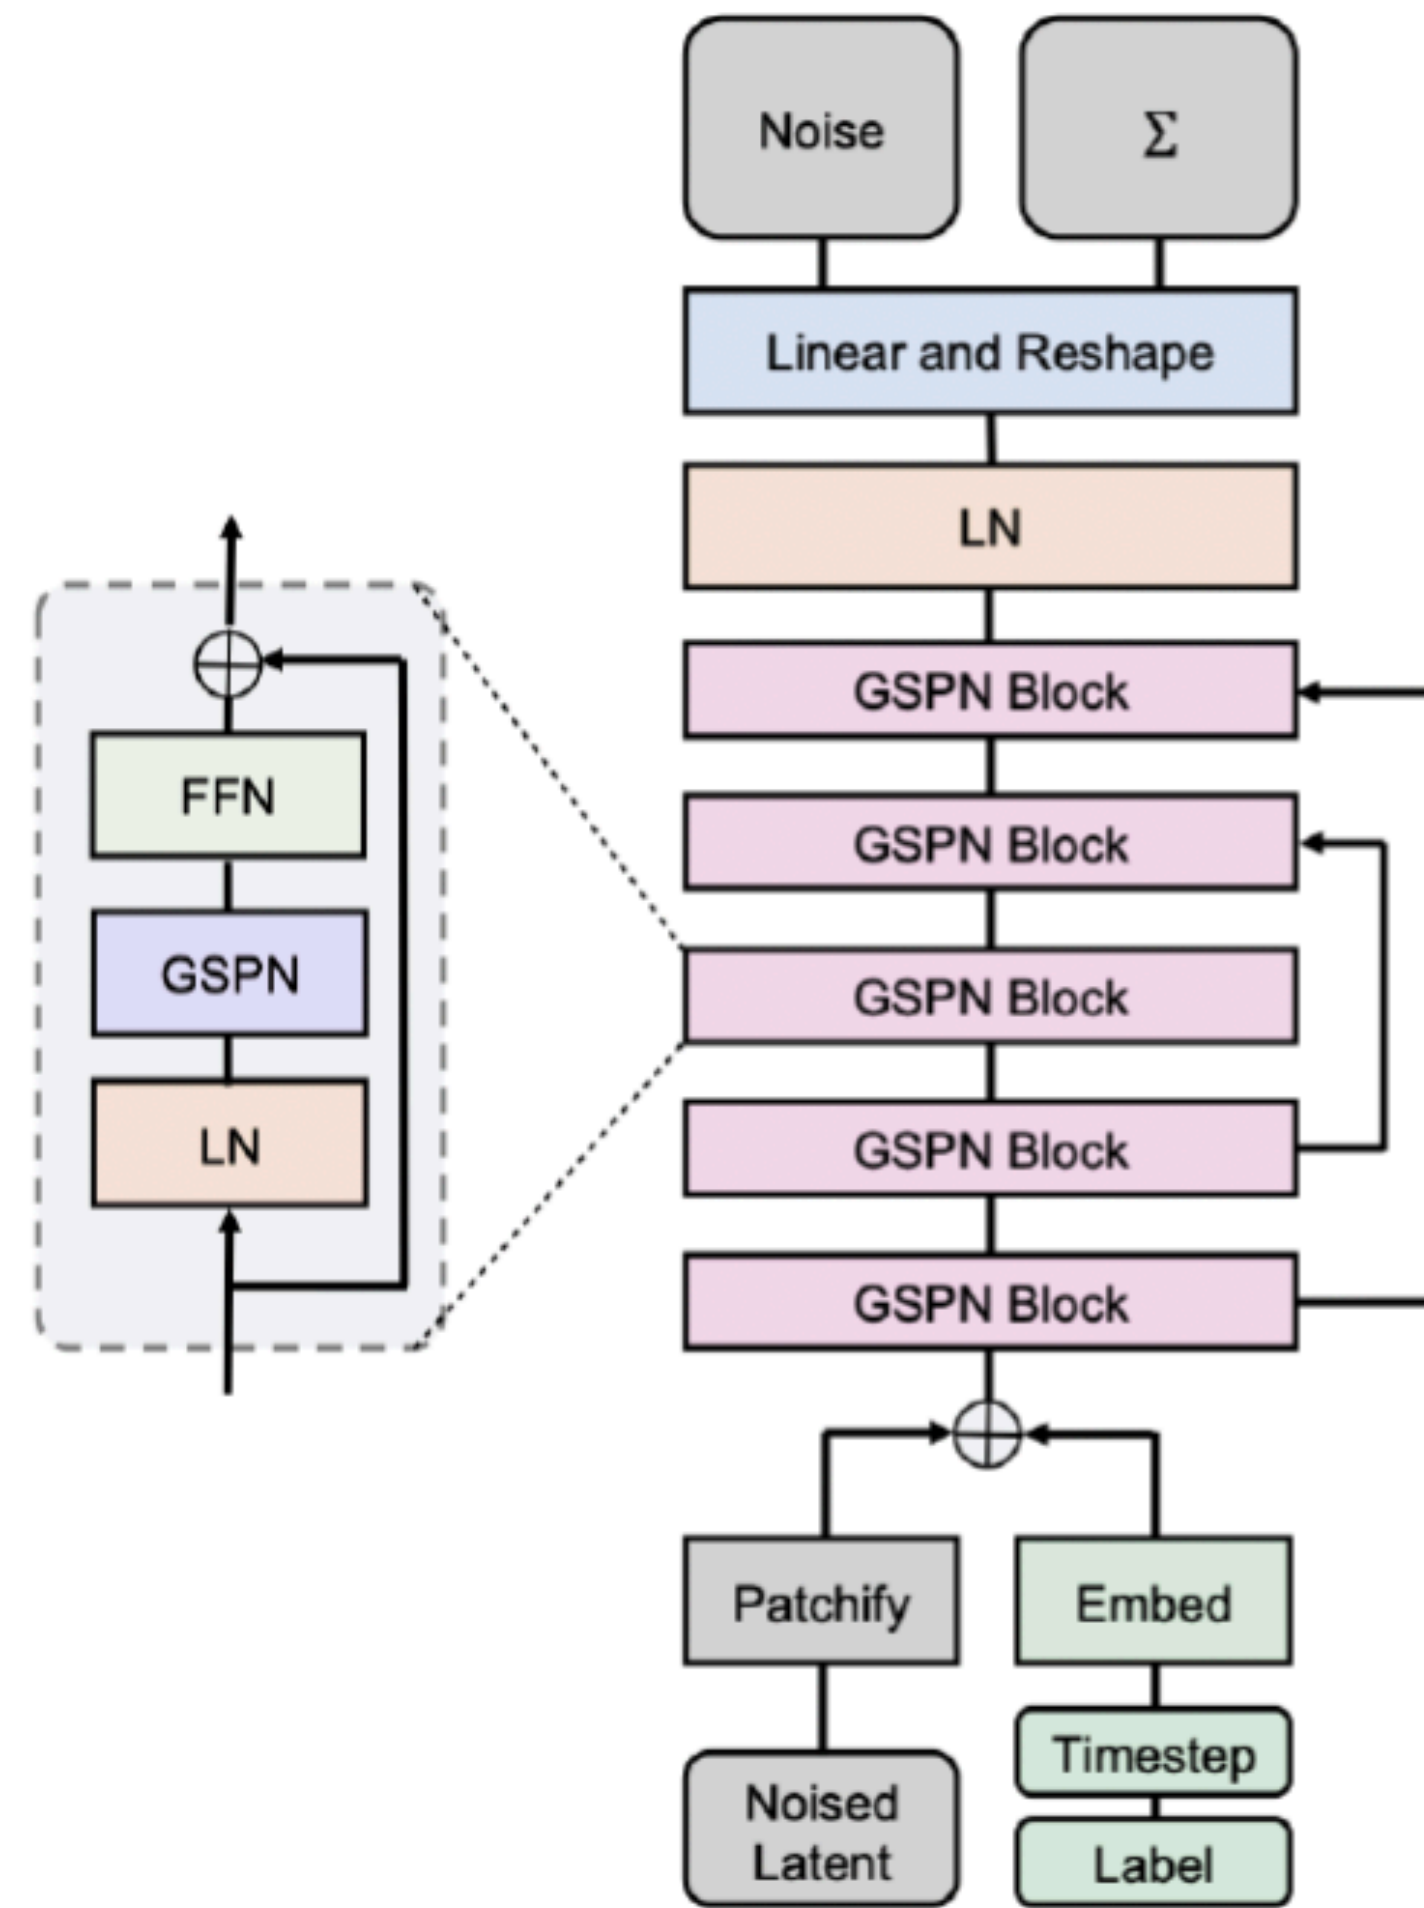 Noise
Σ
Linear and Reshape
LN
GSPN Block
GSPN Block
GSPN Block
GSPN Block
GSPN Block
FFN
GSPN
LN
Patchify
Embed
Timestep
Noised
Latent
Label